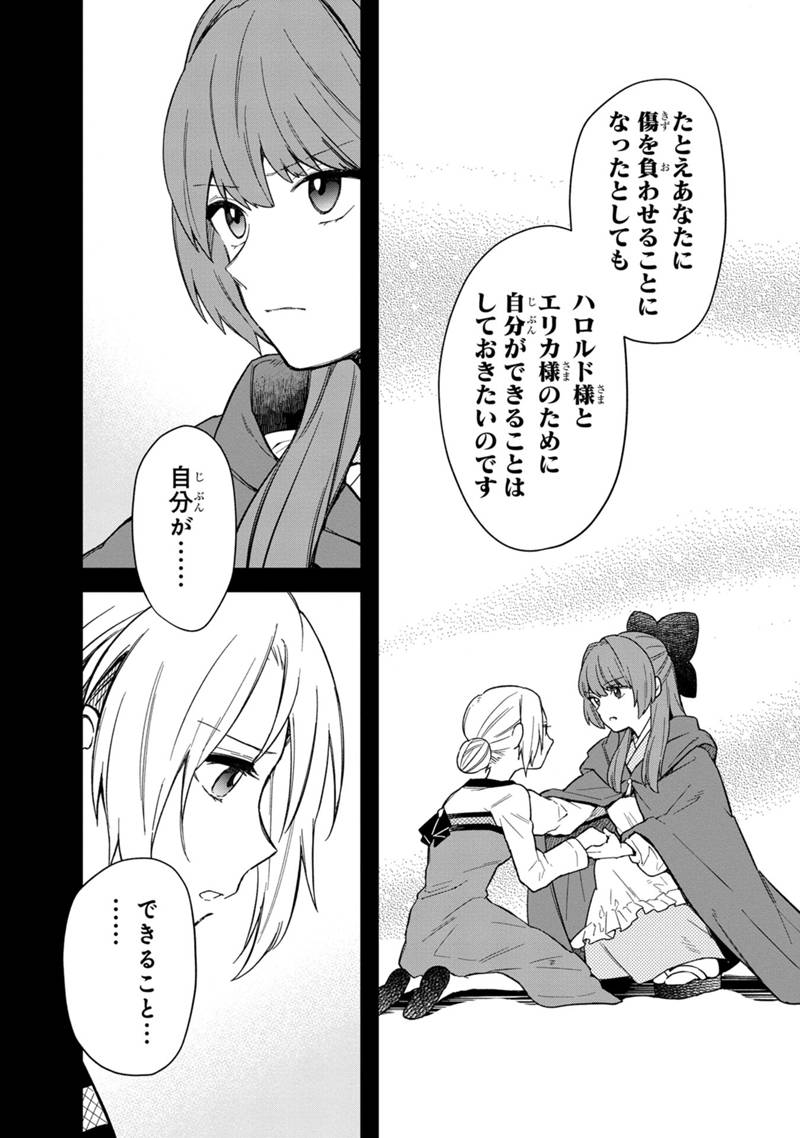 たとえあなたに
傷を負わせることに
なったとしても
ハロルド様と
エリカ様のために
自分ができることは
しておきたいのです
自分が
……
できること…
……